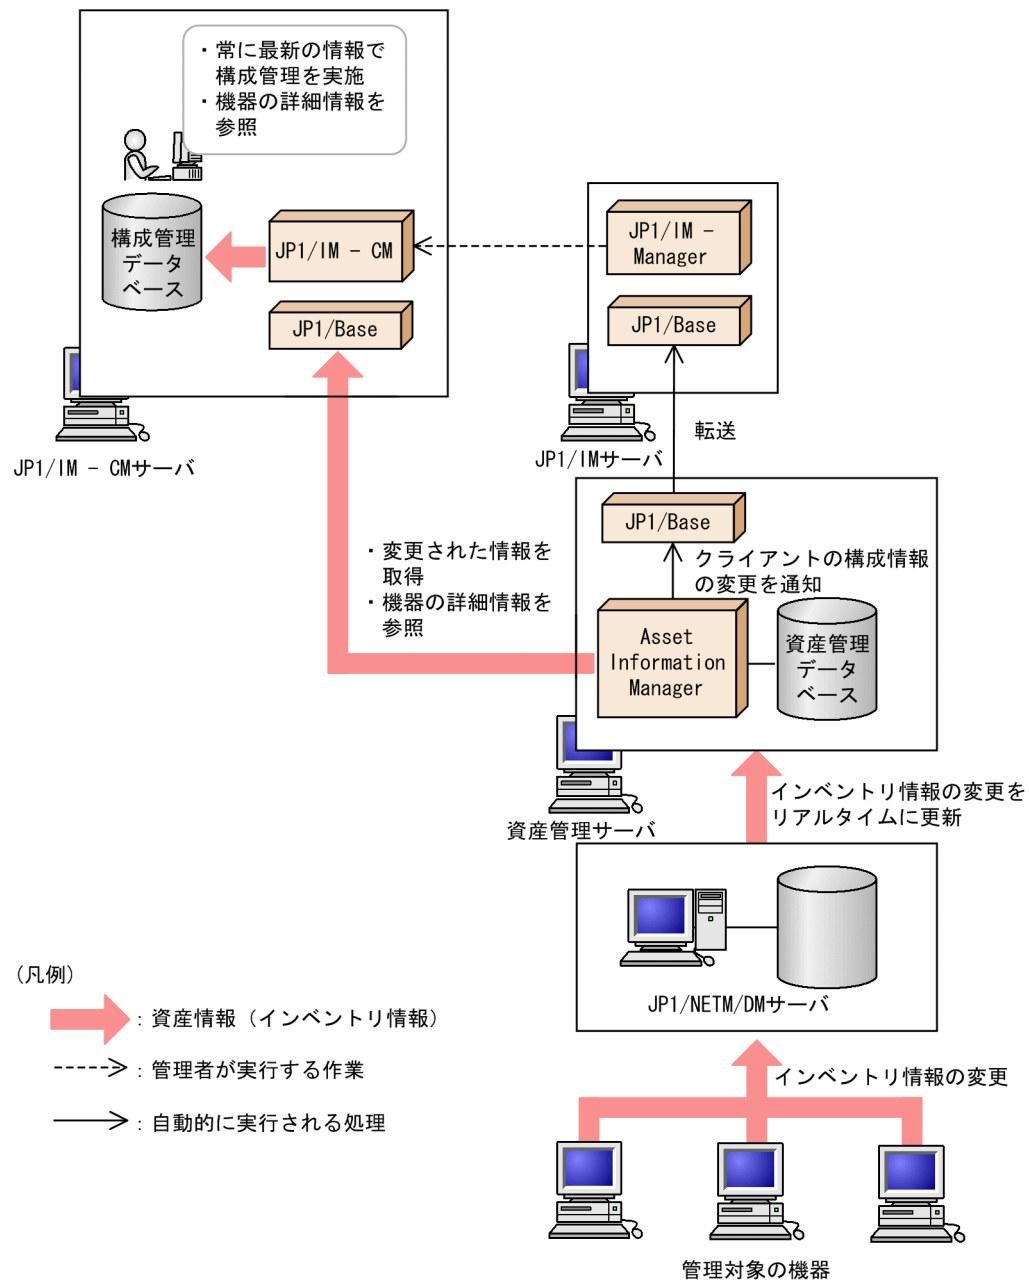 ・常に最新の情報で
構成管理を実施
・機器の詳細情報を
参照
構成管理
データ
ベース
JP1/IM － CM
JP1/Base
JP1/IM － CMサーバ
JP1/IM －
Manager
JP1/Base
JP1/IMサーバ
転送
JP1/Base
クライアントの構成情報
の変更を通知
・変更された情報を
取得
・機器の詳細情報を
参照
Asset
Information
Manager
資産管理
データ
ベース
資産管理サーバ
インベントリ情報の変更を
リアルタイムに更新
JP1/NETM/DMサーバ
インベントリ情報の変更
管理対象の機器
(凡例)
：資産情報（インベントリ情報）
：管理者が実行する作業
：自動的に実行される処理